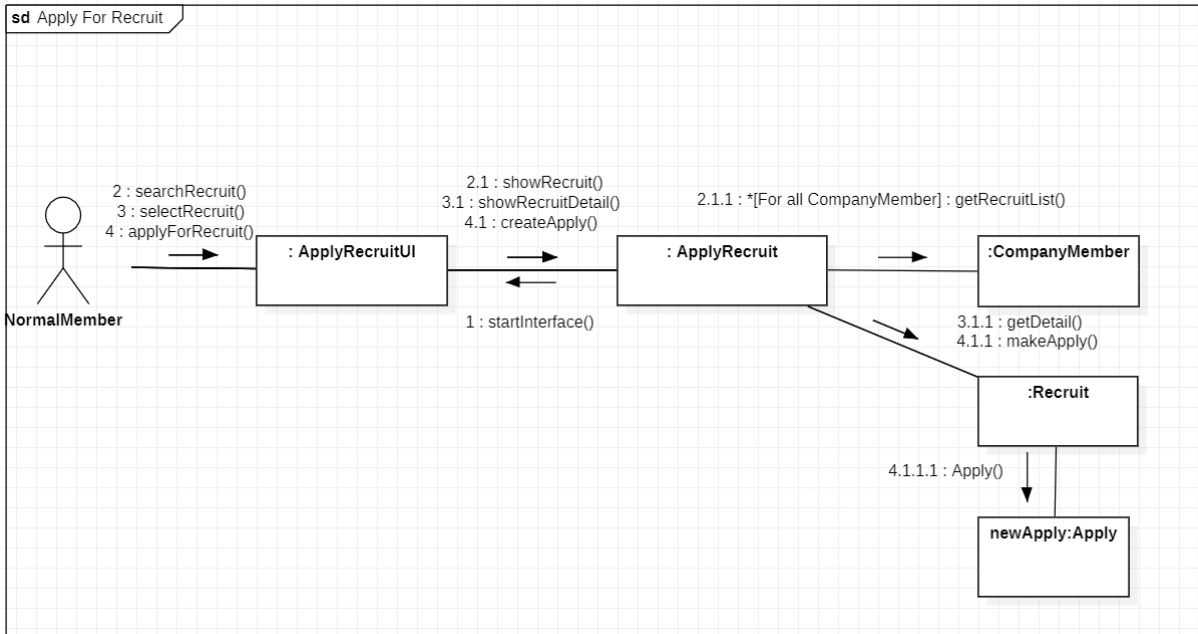 sd Apply For Recruit
2 : searchRecruit()
3 : selectRecruit()
4 : applyForRecruit()
NormalMember
: ApplyRecruitUI
2.1 : showRecruit()
3.1 : showRecruitDetail()
4.1 : createApply()
1 : startInterface()
: ApplyRecruit
2.1.1 : *[For all CompanyMember] : getRecruitList()
:CompanyMember
3.1.1 : getDetail()
4.1.1 : makeApply()
:Recruit
4.1.1.1 : Apply()
newApply:Apply